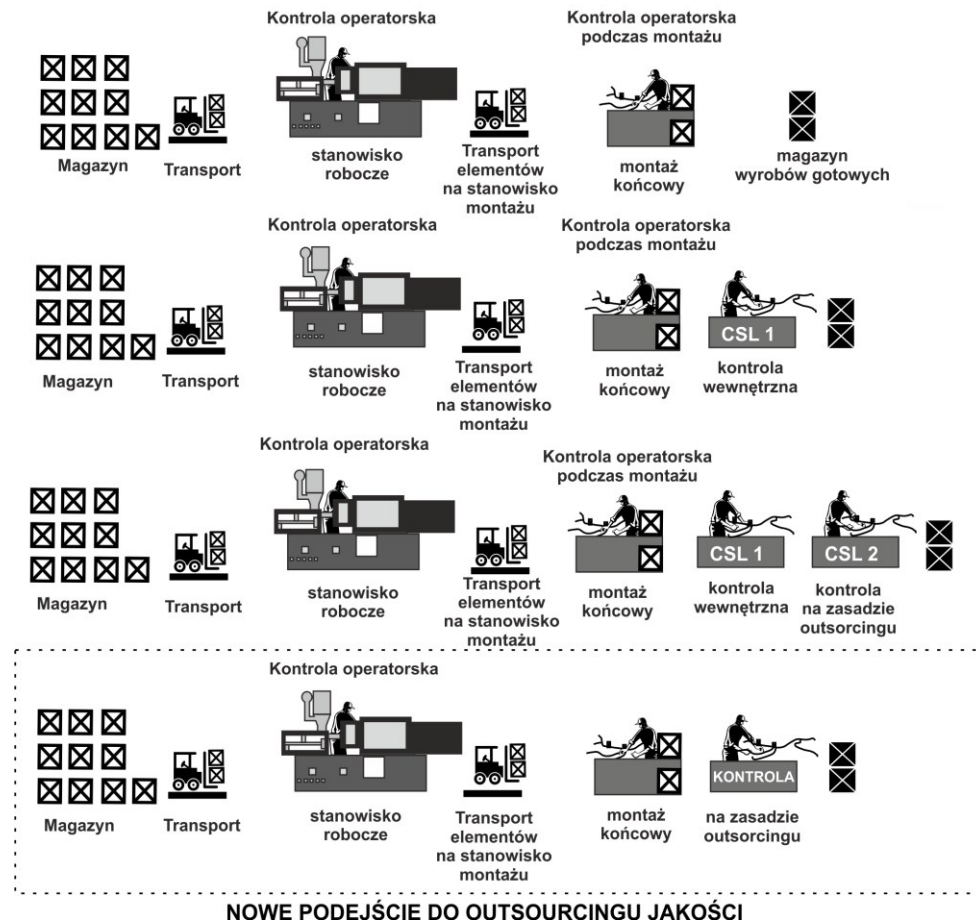 Kontrola operatorska
Kontrola operatorska
podczas montażu
Magazyn
Transport
stanowisko
robocze
Transport
elementów
na stanowisko
montażu
montaż
końcowy
magazyn
wyrobów gotowych
Kontrola operatorska
Kontrola operatorska
podczas montażu
CSL 1
Magazyn
Transport
stanowisko
robocze
Transport
elementów
na stanowisko
montażu
montaż
końcowy
kontrola
wewnętrzna
Kontrola operatorska
Kontrola operatorska
podczas montażu
CSL 1
CSL 2
Magazyn
Transport
stanowisko
robocze
Transport
elementów
na stanowisko
montażu
montaż
końcowy
kontrola
wewnętrzna
kontrola
na zasadzie
outsorcingu
Kontrola operatorska
KONTROLA
Magazyn
Transport
stanowisko
robocze
Transport
elementów
na stanowisko
montażu
montaż
końcowy
na zasadzie
outsorcingu
NOWE PODEJŚCIE DO OUTSOURCINGU JAKOŚCI